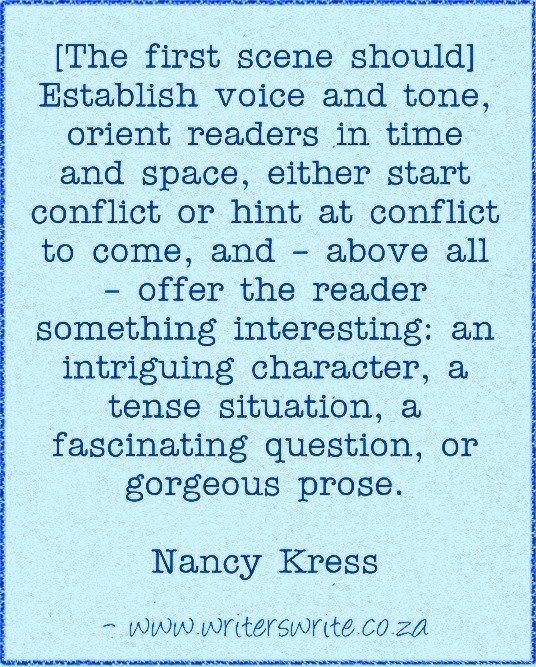 [The first scene should]
Establish voice and tone,
orient readers in time
and space, either start
conflict or hint at conflict
to come, and – above all
– offer the reader
something interesting: an
intriguing character, a
tense situation, a
fascinating question, or
gorgeous prose.
Nancy Kress
- www.writerswrite.co.za